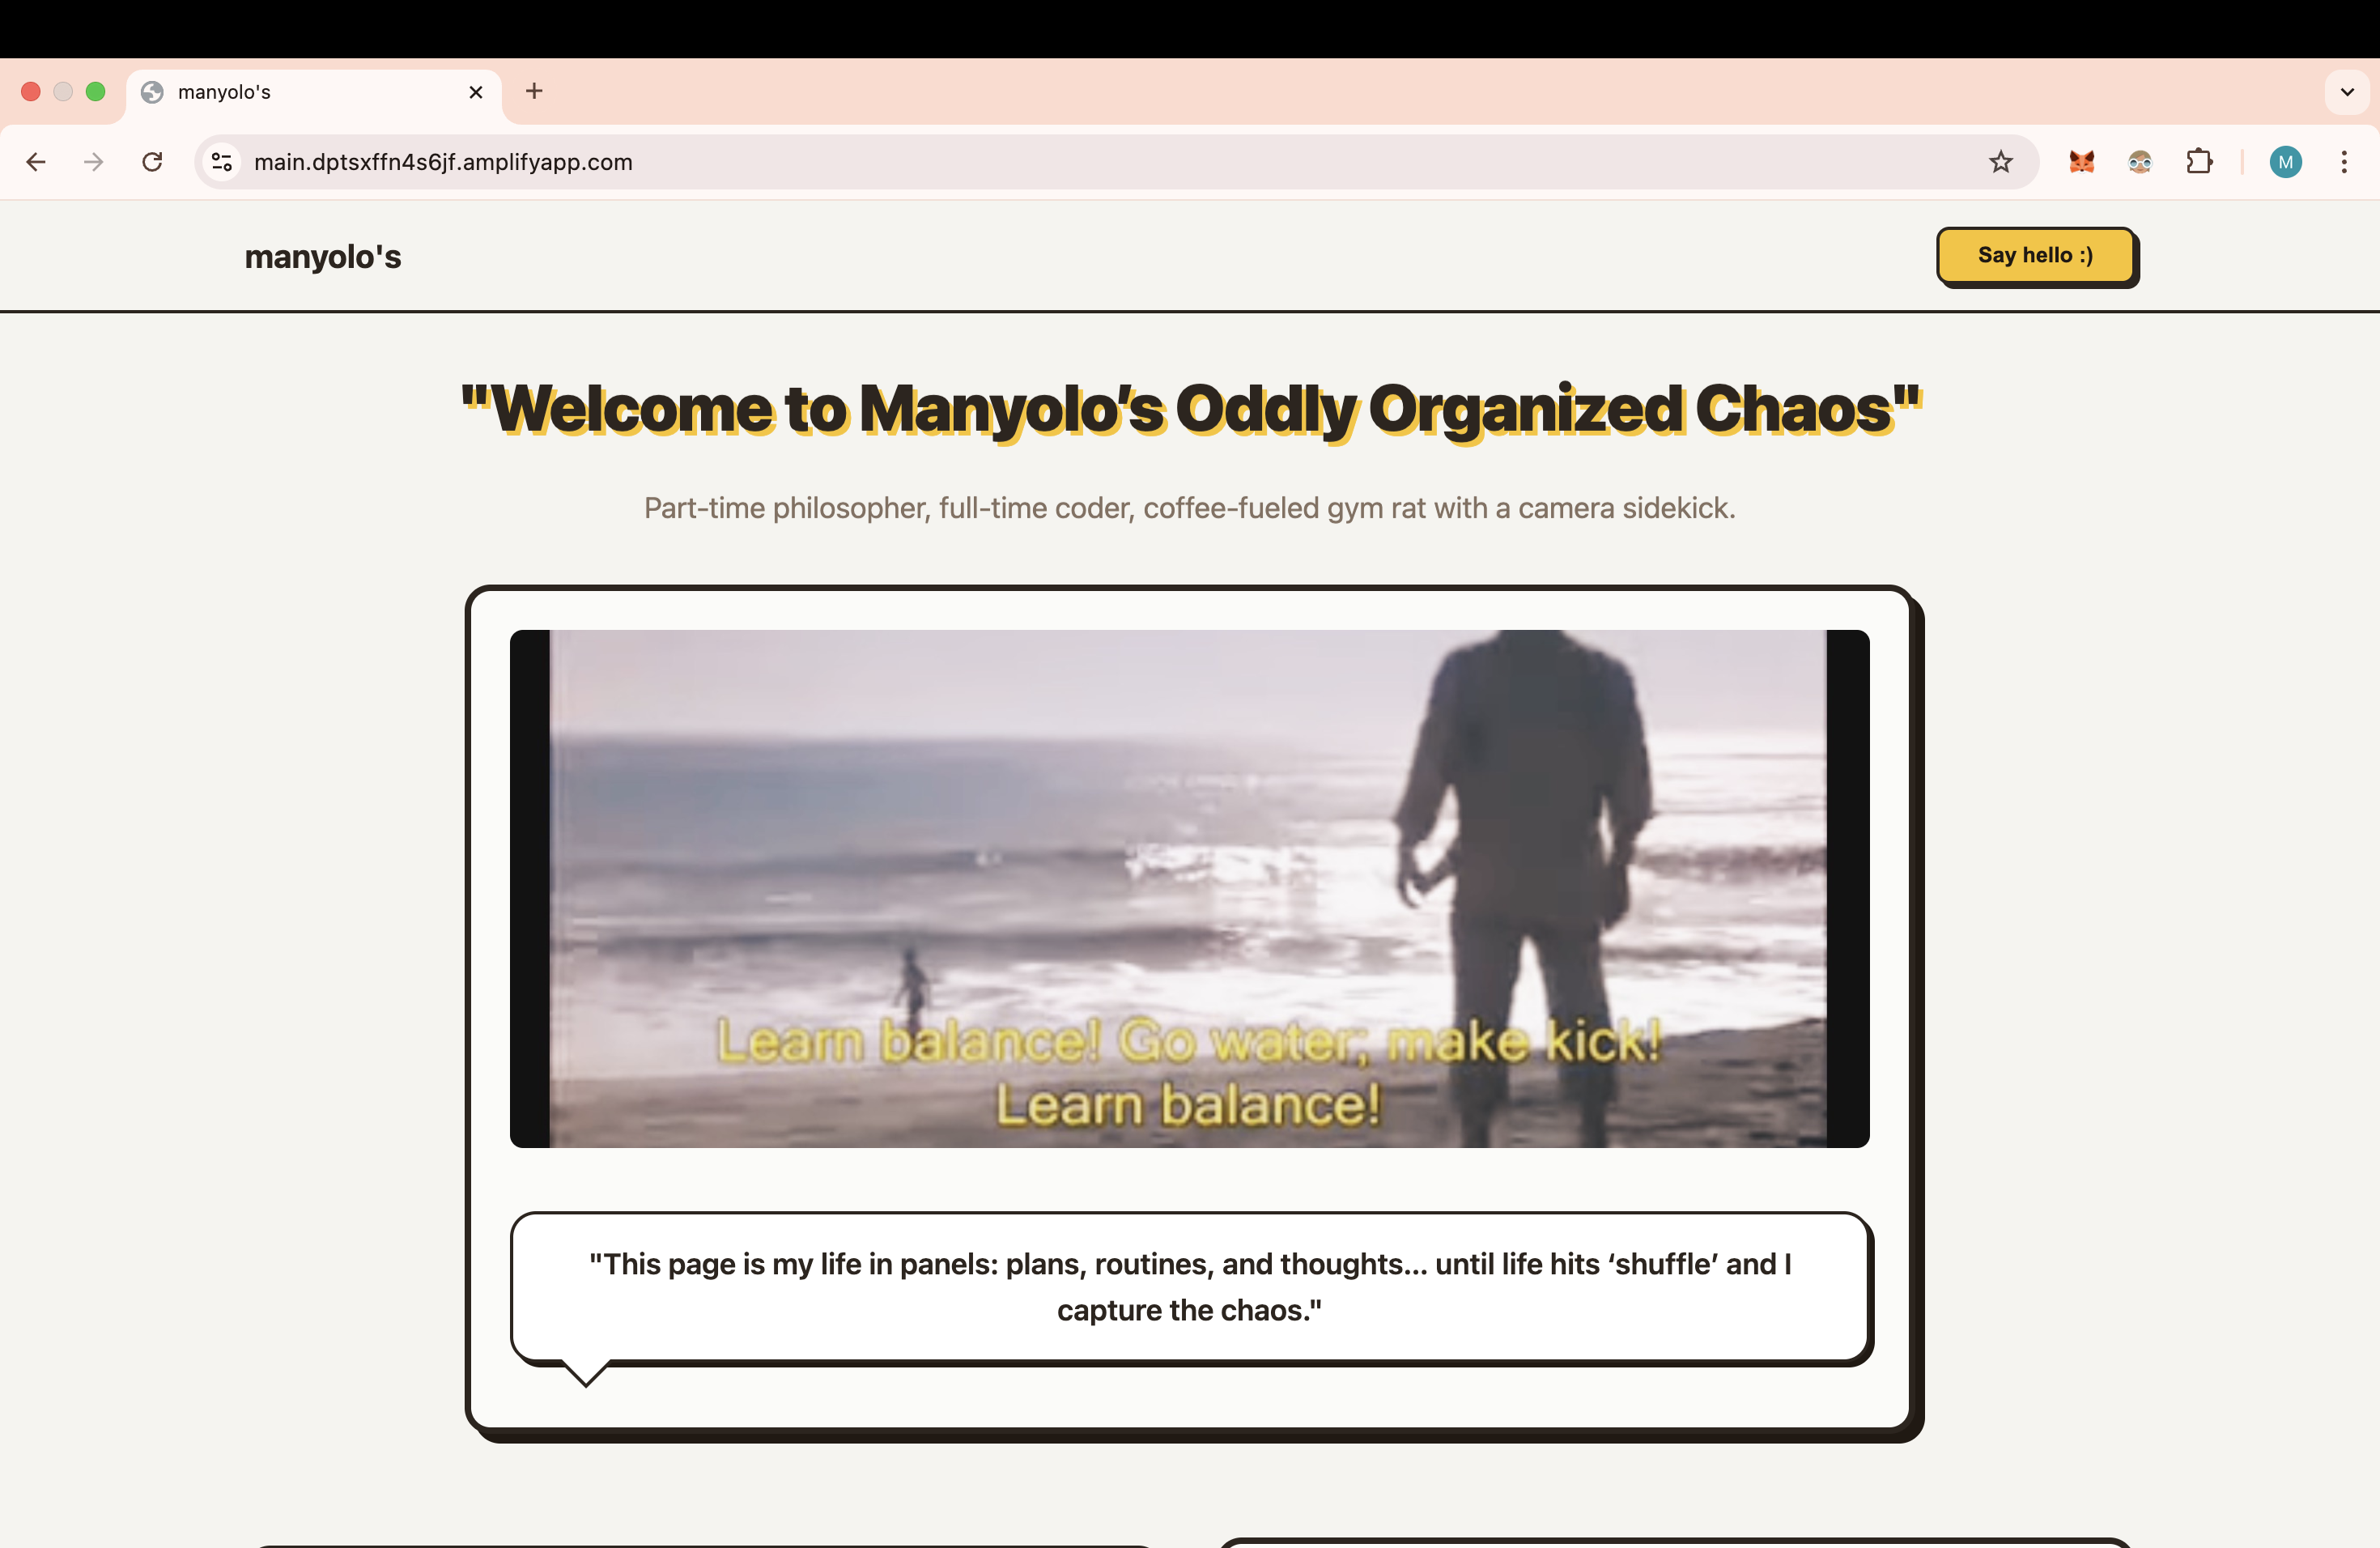 manyolo's
main.dptsxffn4s6jf.amplifyapp.com
M
manyolo's
Say hello :)
"Welcome to Manyolo’s Oddly Organized Chaos"
Part-time philosopher, full-time coder, coffee-fueled gym rat with a camera sidekick.
Learn balance! Go water; make kick!
Learn balance!
"This page is my life in panels: plans, routines, and thoughts... until life hits ‘shuffle’ and I
capture the chaos."